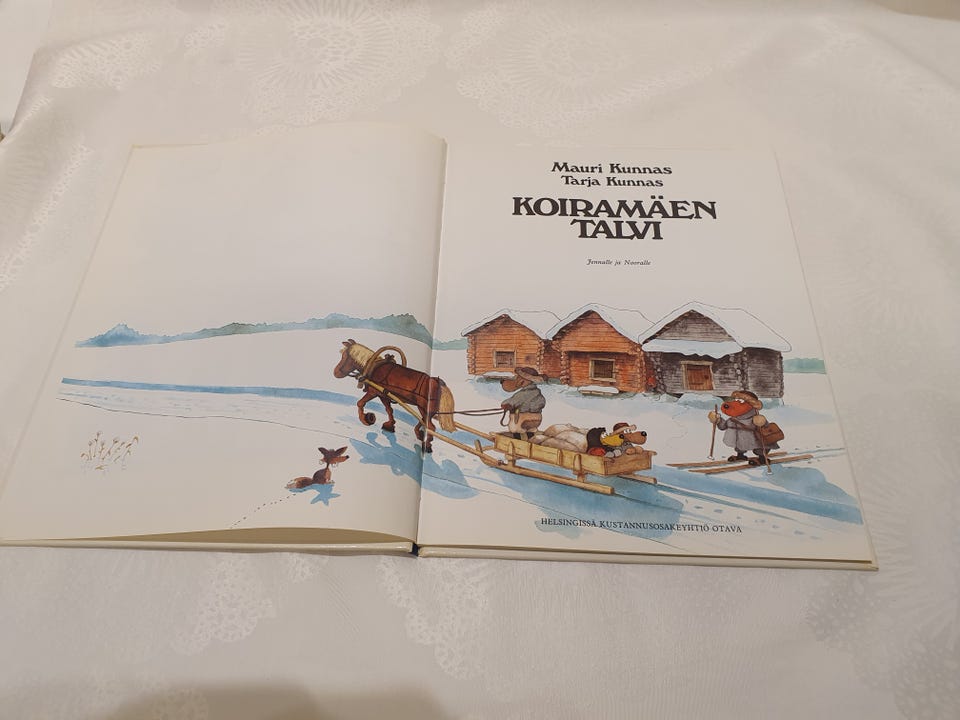 Mauri Kunnas
Tarja Kunnas
KOIRAMÄEN
TALVI
Jennalle ja Nooralle
HELSINGISSÄ KUSTANNUSOSAKEYHTIÖ OTAVA